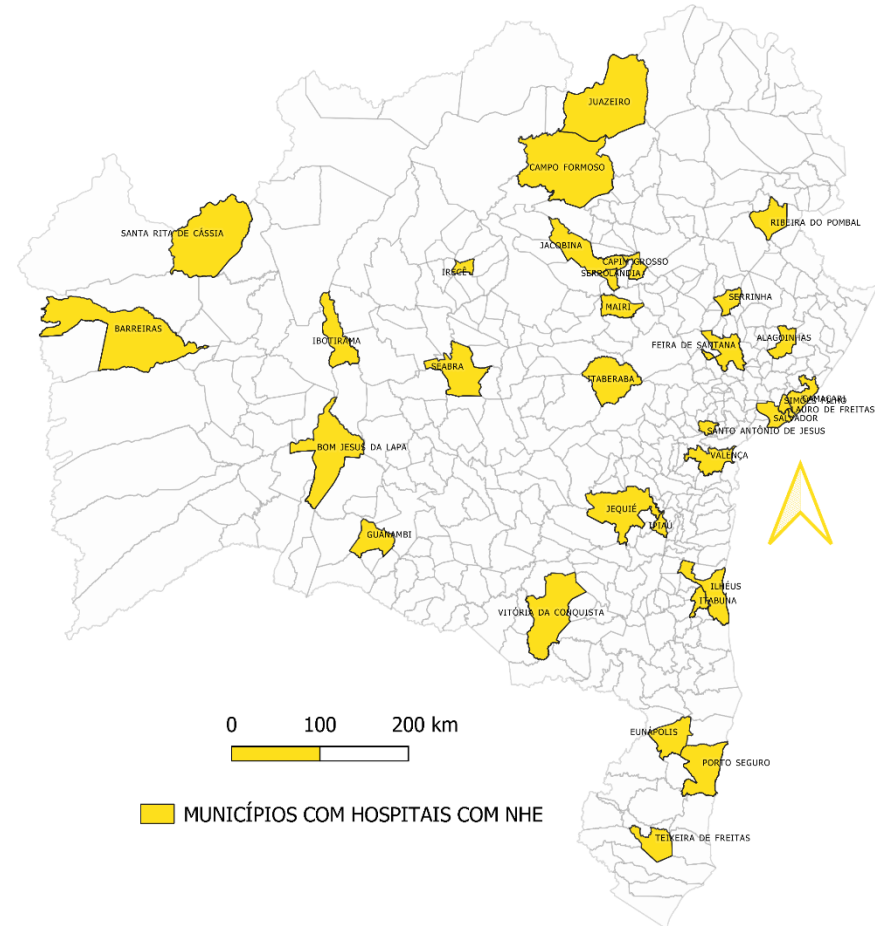 JUAZEIRO
CAMPO FORMOSO
RIBEIRA DO POMBAL
SANTA RITA DE CÁSSIA
JACOBINA
CAPIM GROSSO
IRECÊ
SERROLÂNDIA
SERRINHA
MAIRI
BARREIRAS
ALAGOINHAS
IBOTIRAMA
FEIRA DE SANTANA
SEABRA
ITABERABA
CAMAÇARI
SIMÕES FILHO
LAURO DE FREITAS
SALVADOR
SANTO ANTÔNIO DE JESUS
BOM JESUS DA LAPA
VALENÇA
JEQUIÉ
IPIAÚ
GUANAMBI
ILHÉUS
ITABUNA
VITÓRIA DA CONQUISTA
0 100 200 km
EUNÁPOLIS
PORTO SEGURO
MUNICÍPIOS COM HOSPITAIS COM NHE
TEIXEIRA DE FREITAS